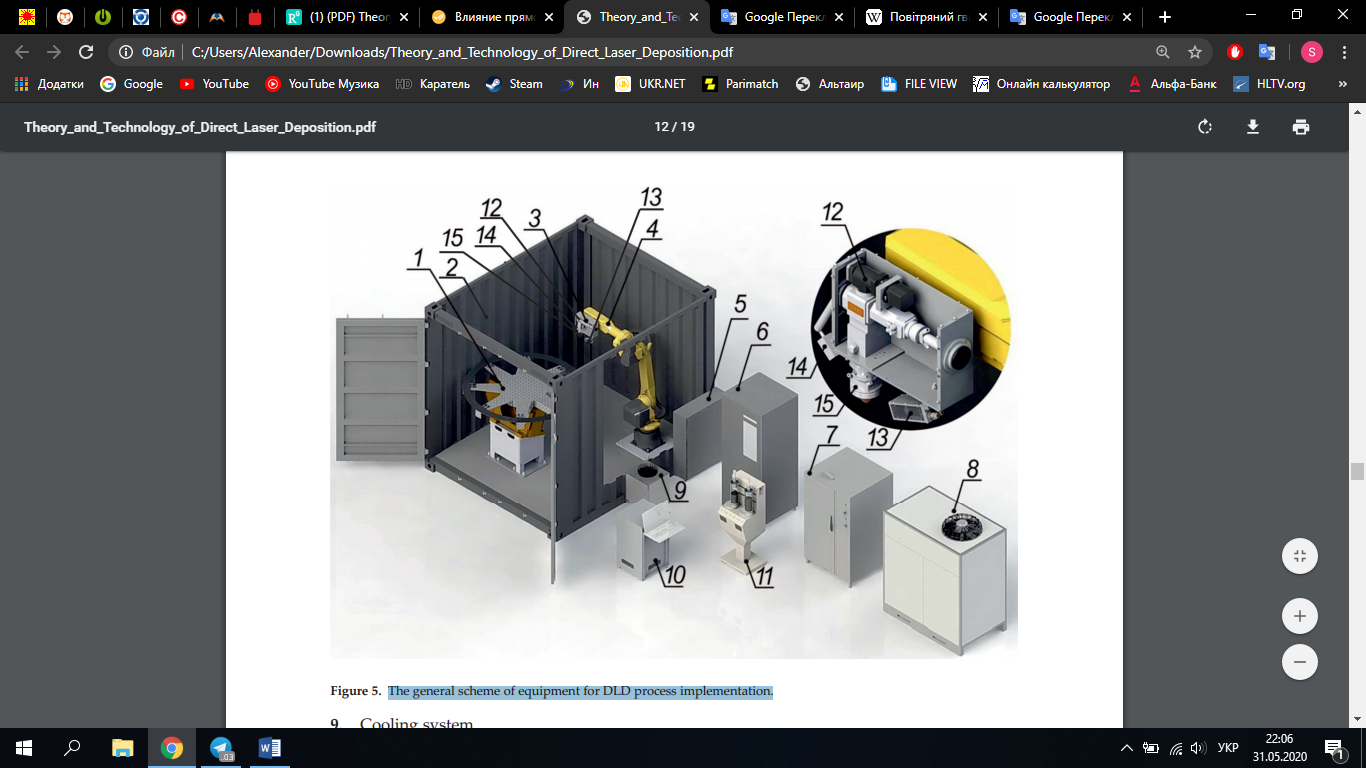 (1) (PDF) Theor
Влияние прям
Theory_and_Te
Google Перекл
Повітряний гв
Google Перекл
Файл | C:/Users/Alexander/Downloads/Theory_and_Technology_of_Direct_Laser_Deposition.pdf
S
Додатки Google YouTube YouTube Музика HD Каратель Steam Ин UKR.NET Parimatch Альтаир FILE VIEW Онлайн калькулятор Альфа-Банк HLTV.org »
Theory_and_Technology_of_Direct_Laser_Deposition.pdf 12 / 19
13
12 3 4 12
15 14
1 2
5
6
14
15
13
7
8
9
10 11
Figure 5. The general scheme of equipment for DLD process implementation.
9. Cooling system
УКР
22:06
31.05.2020
1